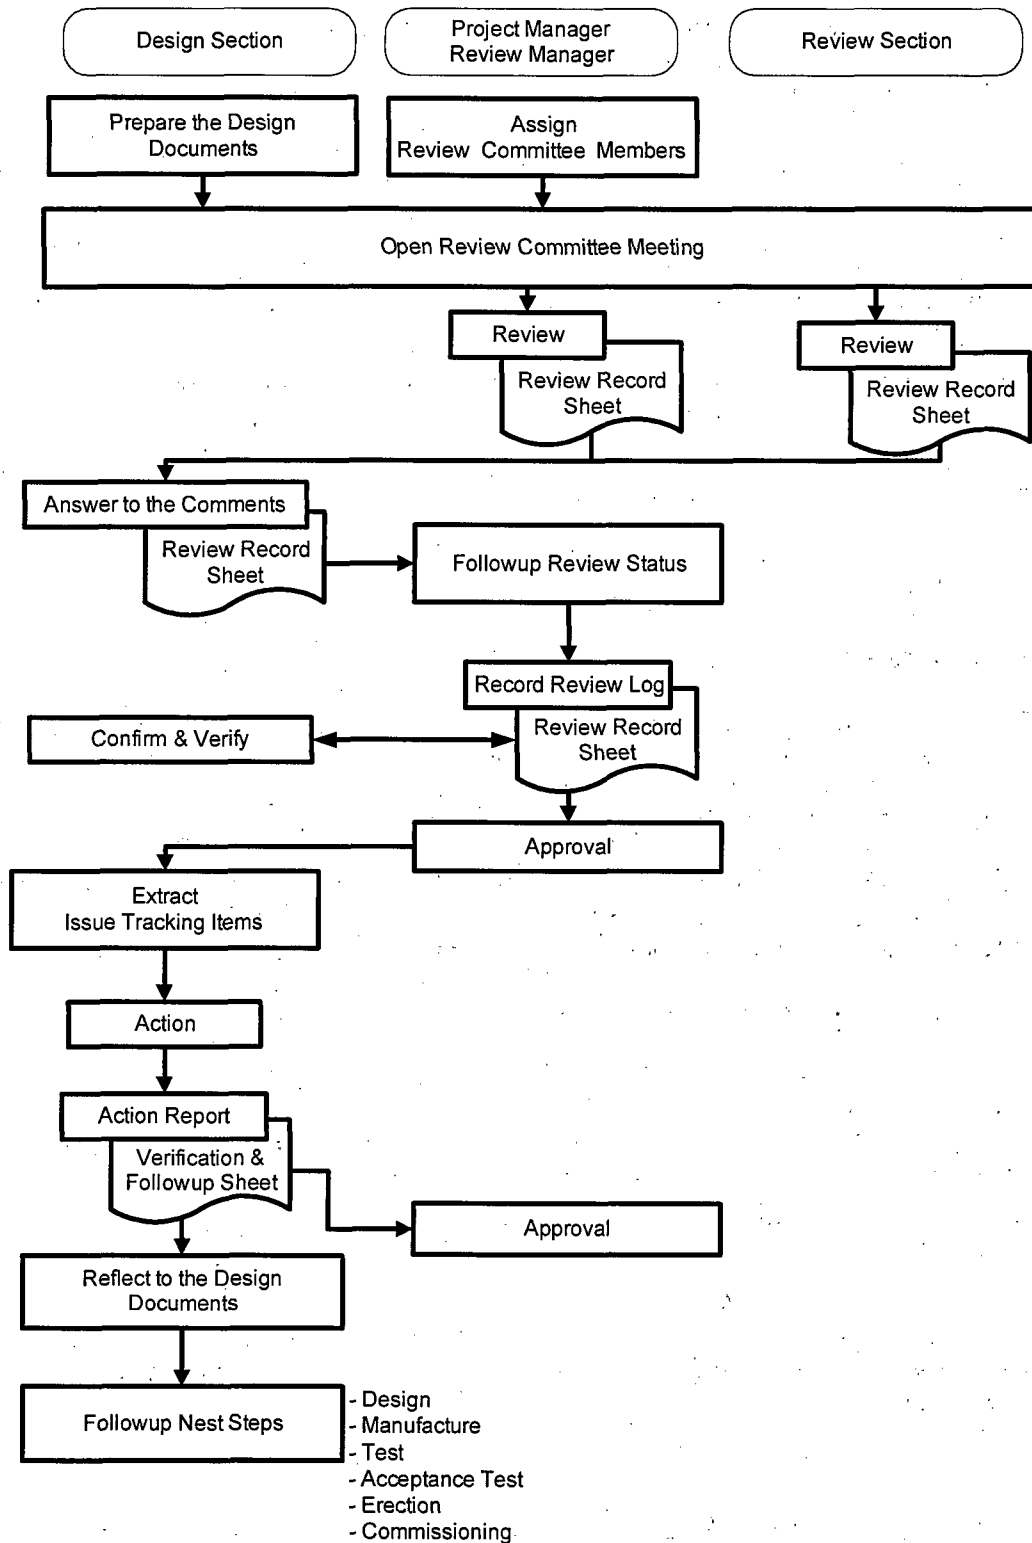 Design Section
Project Manager
Review Manager
Review Section
Prepare the Design
Documents
Assign
Review Committee Members
Open Review Committee Meeting
Review
Review Record
Sheet
Review
Review Record
Sheet
Answer to the Comments
Review Record
Sheet
Followup Review Status
Record Review Log
Review Record
Sheet
Confirm & Verify
Approval
Extract
Issue Tracking Items
Action
Action Report
Verification &
Followup Sheet
Approval
Reflect to the Design
Documents
Followup Nest Steps
- Design
- Manufacture
- Test
- Acceptance Test
- Erection
- Commissioning